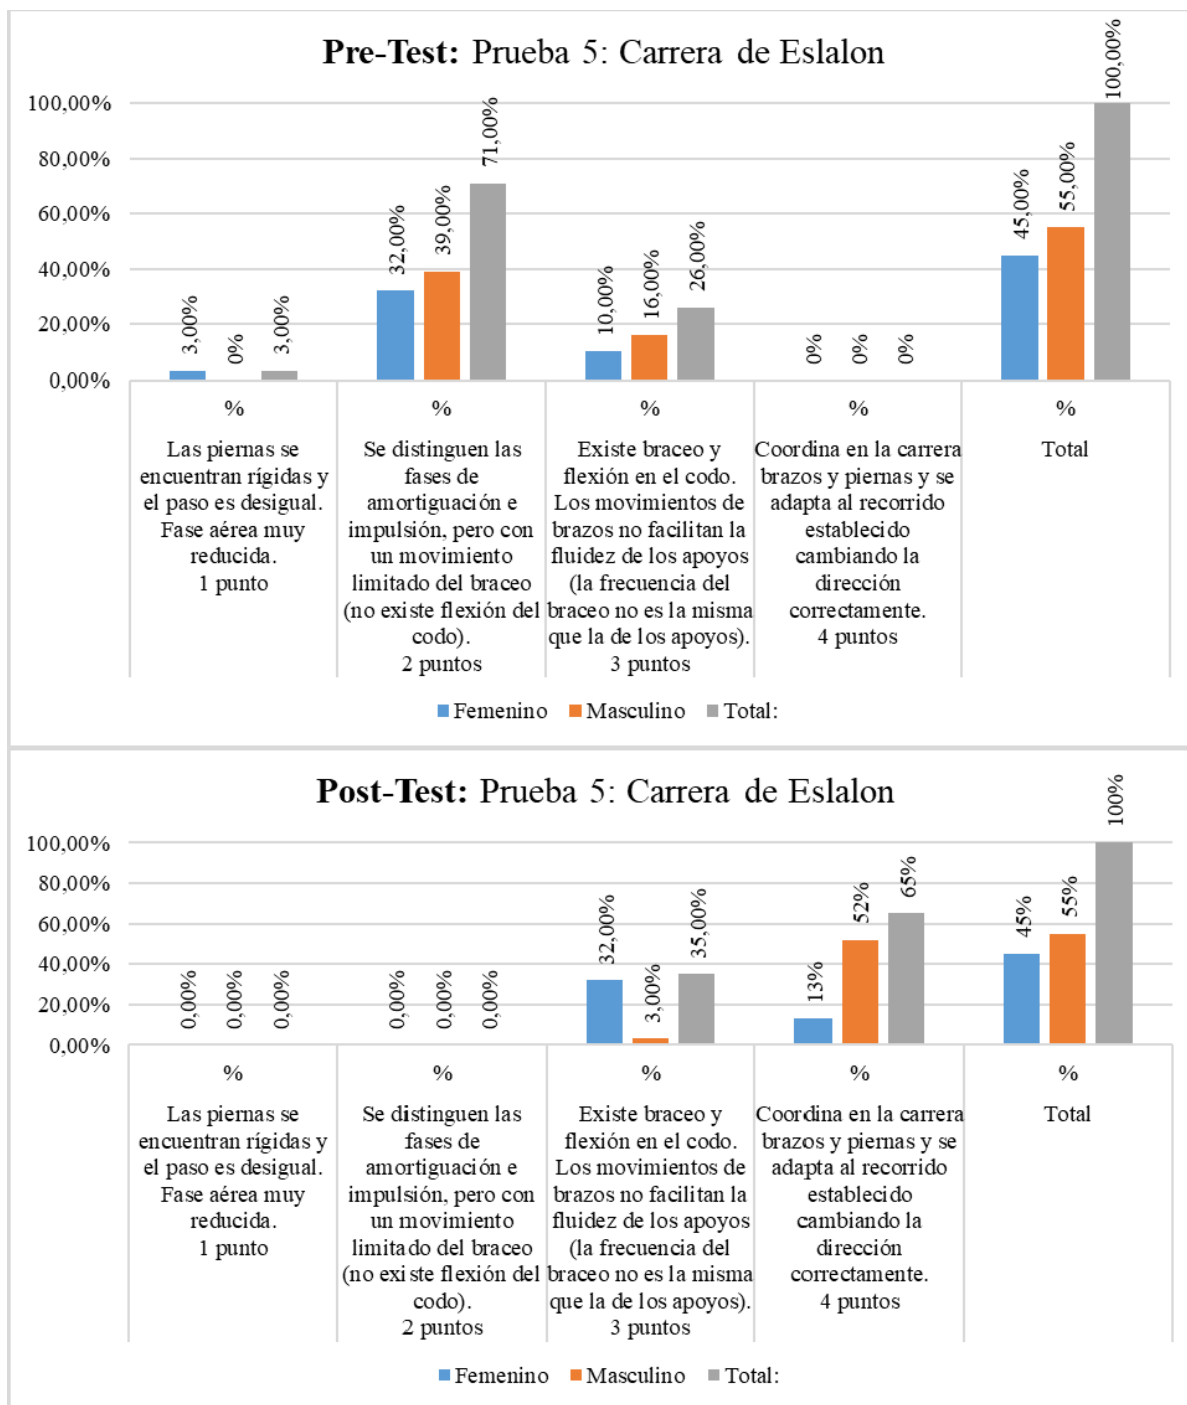 Pre-Test: Prueba 5: Carrera de Eslalon
100,00%
80,00%
60,00%
40,00%
20,00%
0,00%
3,00%
0%
3,00%
32,00%
39,00%
71,00%
10,00%
16,00%
26,00%
0%
0%
0%
45,00%
55,00%
100,00%
%
Las piernas se
encuentran rígidas y
el paso es desigual.
Fase aérea muy
reducida.
1 punto
%
Se distinguen las
fases de
amortiguación e
impulsión, pero con
un movimiento
limitado del braceo
(no existe flexión del
codo).
2 puntos
%
Existe braceo y
flexión en el codo.
Los movimientos de
brazos no facilitan la
fluidez de los apoyos
(la frecuencia del
braceo no es la misma
que la de los apoyos).
3 puntos
%
Coordina en la carrera
brazos y piernas y se
adapta al recorrido
establecido
cambiando la
dirección
correctamente.
4 puntos
%
Total
Femenino Masculino Total:
Post-Test: Prueba 5: Carrera de Eslalon
100,00%
80,00%
60,00%
40,00%
20,00%
0,00%
0,00%
0,00%
0,00%
0,00%
0,00%
0,00%
32,00%
3,00%
35,00%
13%
52%
65%
45%
55%
100%
%
Las piernas se
encuentran rígidas y
el paso es desigual.
Fase aérea muy
reducida.
1 punto
%
Se distinguen las
fases de
amortiguación e
impulsión, pero con
un movimiento
limitado del braceo
(no existe flexión del
codo).
2 puntos
%
Existe braceo y
flexión en el codo.
Los movimientos de
brazos no facilitan la
fluidez de los apoyos
(la frecuencia del
braceo no es la misma
que la de los apoyos).
3 puntos
%
Coordina en la carrera
brazos y piernas y se
adapta al recorrido
establecido
cambiando la
dirección
correctamente.
4 puntos
%
Total
Femenino Masculino Total: